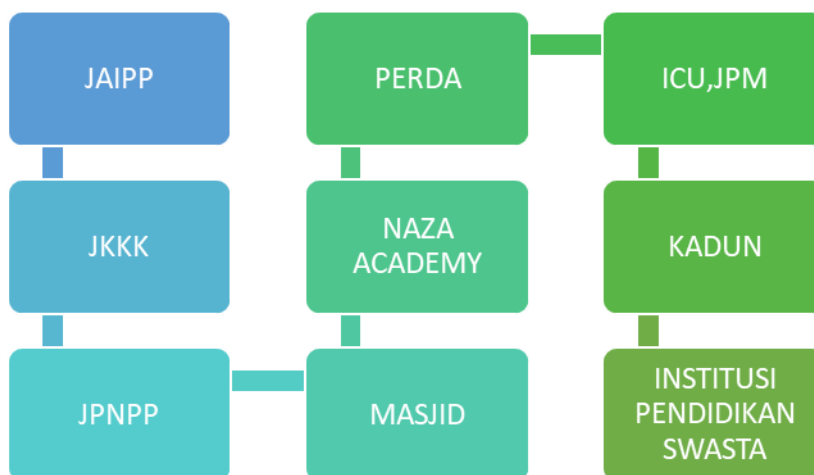 JAIPP
JKKK
JPNPP
MASJID
NAZA
ACADEMY
PERDA
ICU,JPM
KADUN
INSTITUSI
PENDIDIKAN
SWASTA